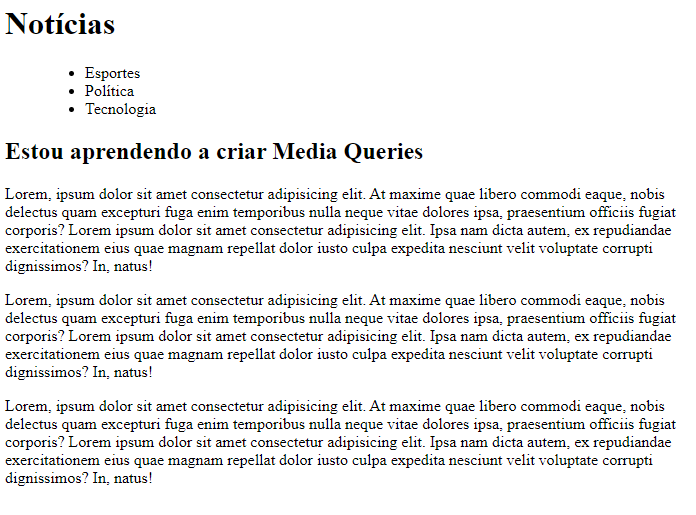 Notícias
Esportes
Política
Tecnologia
Estou aprendendo a criar Media Queries
Lorem, ipsum dolor sit amet consectetur adipisicing elit. At maxime quae libero commodi eaque, nobis
delectus quam excepturi fuga enim temporibus nulla neque vitae dolores ipsa, praesentium officiis fugiat
corporis? Lorem ipsum dolor sit amet consectetur adipisicing elit. Ipsa nam dicta autem, ex repudiandae
exercitationem eius quae magnam repellat dolor iusto culpa expedita nesciunt velit voluptate corrupti
dignissimos? In, natus!
Lorem, ipsum dolor sit amet consectetur adipisicing elit. At maxime quae libero commodi eaque, nobis
delectus quam excepturi fuga enim temporibus nulla neque vitae dolores ipsa, praesentium officiis fugiat
corporis? Lorem ipsum dolor sit amet consectetur adipisicing elit. Ipsa nam dicta autem, ex repudiandae
exercitationem eius quae magnam repellat dolor iusto culpa expedita nesciunt velit voluptate corrupti
dignissimos? In, natus!
Lorem, ipsum dolor sit amet consectetur adipisicing elit. At maxime quae libero commodi eaque, nobis
delectus quam excepturi fuga enim temporibus nulla neque vitae dolores ipsa, praesentium officiis fugiat
corporis? Lorem ipsum dolor sit amet consectetur adipisicing elit. Ipsa nam dicta autem, ex repudiandae
exercitationem eius quae magnam repellat dolor iusto culpa expedita nesciunt velit voluptate corrupti
dignissimos? In, natus!